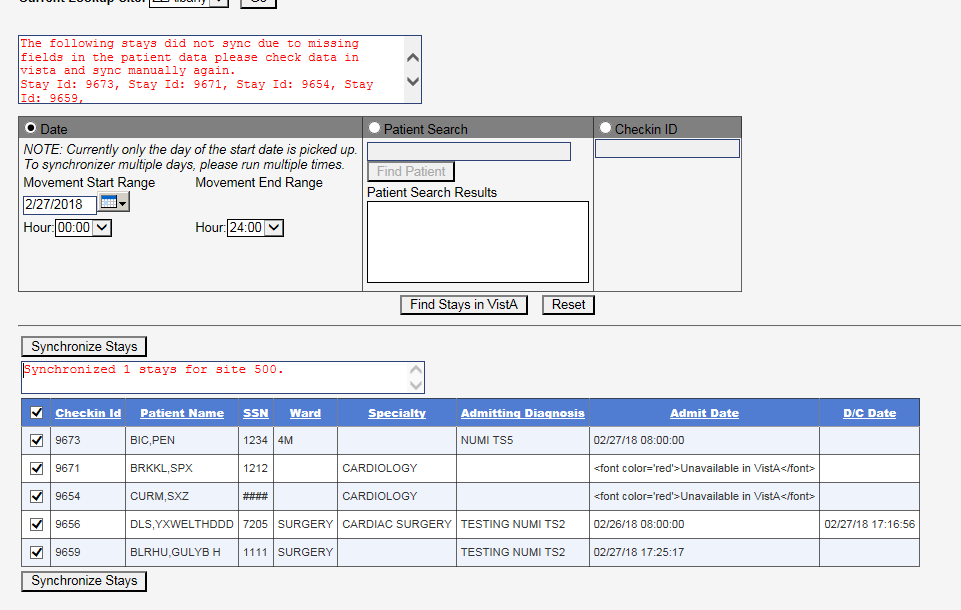 Current Lookup Site: Albany Go
The following stays did not sync due to missing
fields in the patient data please check data in
vista and sync manually again.
Stay Id: 9673, Stay Id: 9671, Stay Id: 9654, Stay
Id: 9659,
Date Patient Search Checkin ID
NOTE: Currently only the day of the start date is picked up.
To synchronizer multiple days, please run multiple times.
Movement Start Range Movement End Range
2/27/2018
Hour: 00:00 Hour: 24:00
Find Patient
Patient Search Results
Find Stays in VistA Reset
Synchronize Stays
Synchronized 1 stays for site 500.
Checkin Id Patient Name SSN Ward Specialty Admitting Diagnosis Admit Date D/C Date
9673 BIC,PEN 1234 4M NUMI TS5 02/27/18 08:00:00
9671 BRKKL,SPX 1212 CARDIOLOGY <font color='red'>Unavailable in VistA</font>
9654 CURM,SXZ #### CARDIOLOGY <font color='red'>Unavailable in VistA</font>
9656 DLS,YXWELTHDDD 7205 SURGERY CARDIAC SURGERY TESTING NUMI TS2 02/26/18 08:00:00 02/27/18 17:16:56
9659 BLRHU,GULYB H 1111 SURGERY TESTING NUMI TS2 02/27/18 17:25:17
Synchronize Stays